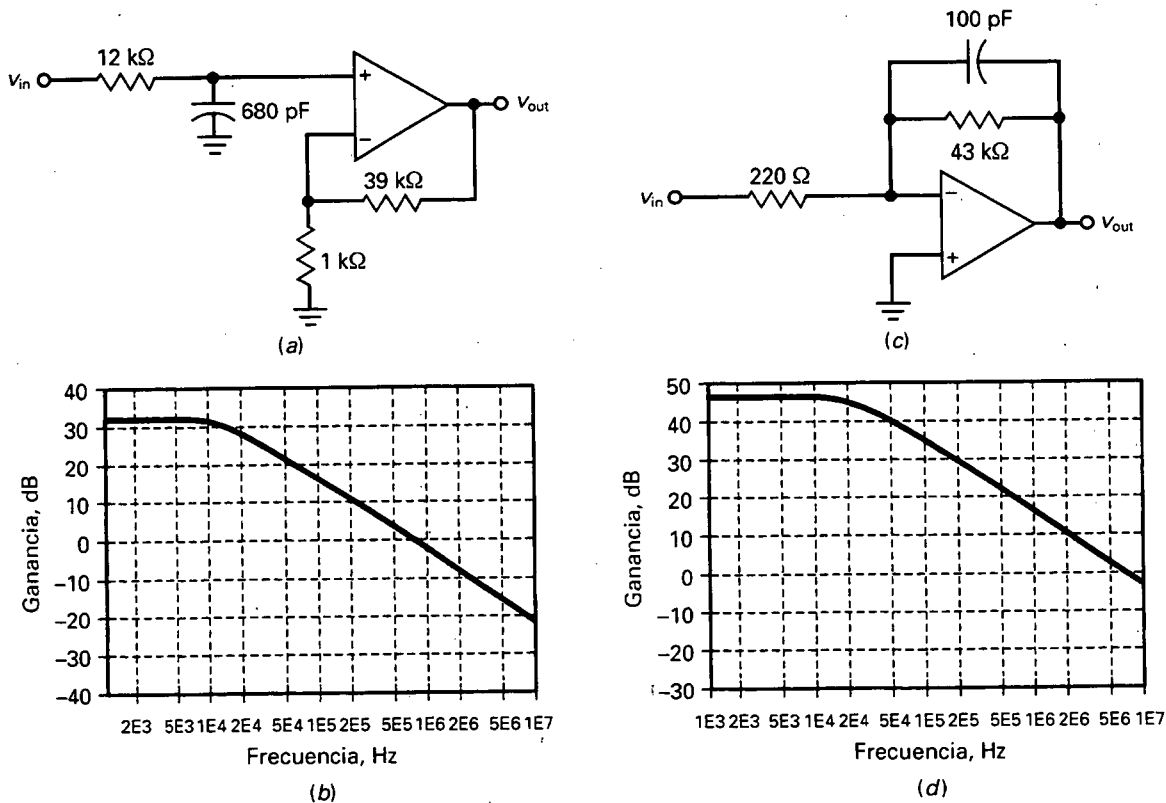 12 kΩ
v_in
680 pF
+
−
v_out
39 kΩ
1 kΩ
(a)
100 pF
43 kΩ
220 Ω
v_in
−
+
v_out
(c)
Ganancia, dB
40
30
20
10
0
−10
−20
−30
−40
2E3 5E3 1E4 2E4 5E4 1E5 2E5 5E5 1E6 2E6 5E6 1E7
Frecuencia, Hz
(b)
Ganancia, dB
50
40
30
20
10
0
−10
−20
−30
1E3 2E3 5E3 1E4 2E4 5E4 1E5 2E5 5E5 1E6 2E6 5E6 1E7
Frecuencia, Hz
(d)